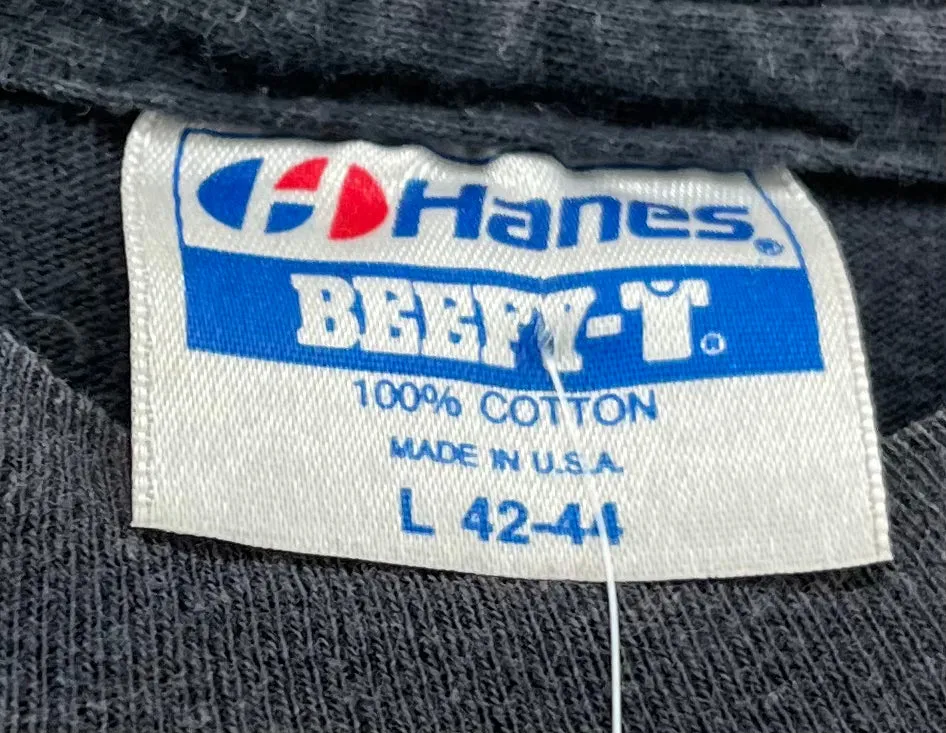 Hanes®
BEEFY-T®
100% COTTON
MADE IN U.S.A.
L 42-44